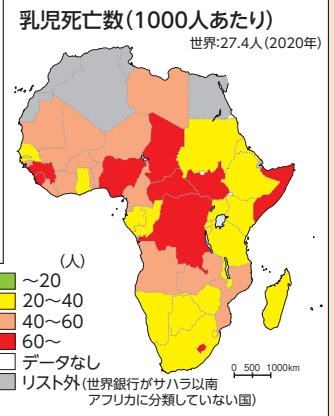 乳児死亡数(1000人あたり)
世界:27.4人(2020年)
(人)
～20
20～40
40～60
60～
データなし
リスト外(世界銀行がサハラ以南
アフリカに分類していない国)
0 500 1000km